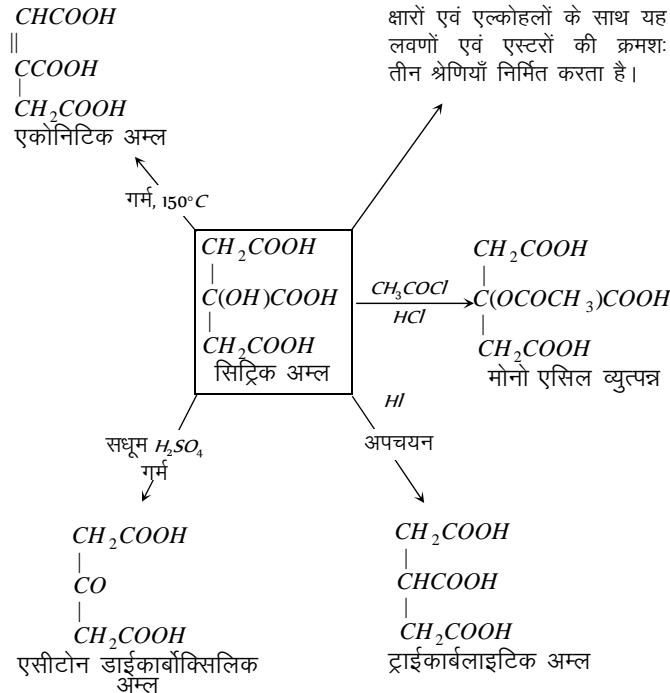 CHCOOH
||
CCOOH
|
CH₂COOH
एकोनिटिक अम्ल
क्षारों एवं एल्कोहलों के साथ यह
लवणों एवं एस्टरों की क्रमशः
तीन श्रेणियाँ निर्मित करता है।
गर्म, 150°C
CH₂COOH
|
C(OH)COOH
|
CH₂COOH
सिट्रिक अम्ल
CH₃COCl
HCl
CH₂COOH
|
C(OCOCH₃)COOH
|
CH₂COOH
मोनो एसिल व्युत्पन्न
सधूम H₂SO₄
गर्म
HI
अपचयन
CH₂COOH
|
CO
|
CH₂COOH
एसीटोन डाईकार्बोक्सिलिक
अम्ल
CH₂COOH
|
CHCOOH
|
CH₂COOH
ट्राईकार्बलाइटिक अम्ल